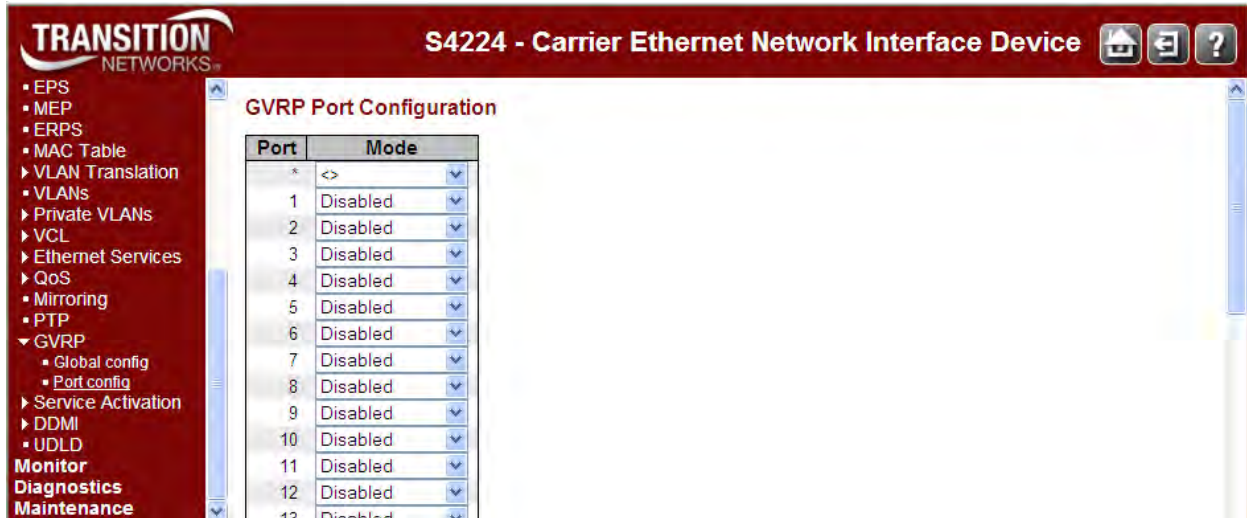 TRANSITION
NETWORKS
S4224 - Carrier Ethernet Network Interface Device
?
EPS
MEP
ERPS
MAC Table
VLAN Translation
VLANs
Private VLANs
VCL
Ethernet Services
QoS
Mirroring
PTP
GVRP
Global config
Port config
Service Activation
DDMI
UDLD
Monitor
Diagnostics
Maintenance
GVRP Port Configuration
Port Mode
* <>
1 Disabled
2 Disabled
3 Disabled
4 Disabled
5 Disabled
6 Disabled
7 Disabled
8 Disabled
9 Disabled
10 Disabled
11 Disabled
12 Disabled
13 Disabled